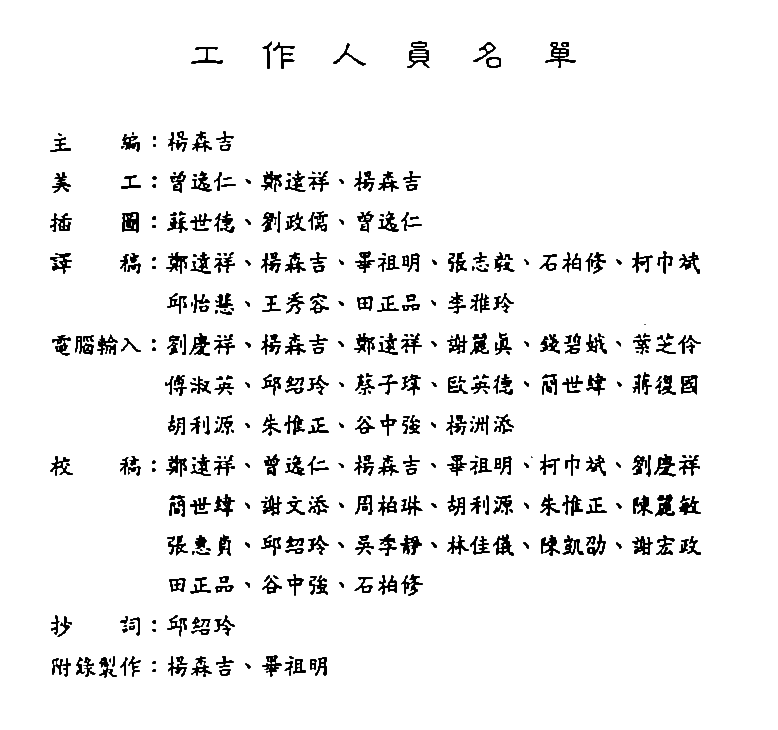 工作人員名單
主　　編：楊森吉
美　　工：曾逸仁、鄭遠祥、楊森吉
插　　圖：蘇世德、劉政儒、曾逸仁
譯　　稿：鄭遠祥、楊森吉、畢祖明、張志毅、石柏修、柯巾斌
邱怡慧、王秀容、田正品、李雅玲
電腦輸入：劉慶祥、楊森吉、鄭遠祥、謝麗真、錢碧娥、葉芝伶
傅淑英、邱紹玲、蔡子瑋、歐英德、簡世緯、蔣復國
胡利源、朱惟正、谷中強、楊洲添
校　　稿：鄭遠祥、曾逸仁、楊森吉、畢祖明、柯巾斌、劉慶祥
簡世緯、謝文添、周柏琳、胡利源、朱惟正、陳麗敏
張惠貞、邱紹玲、吳季靜、林佳儀、陳凱劭、謝宏政
田正品、谷中強、石柏修
抄　　詞：邱紹玲
附錄製作：楊森吉、畢祖明